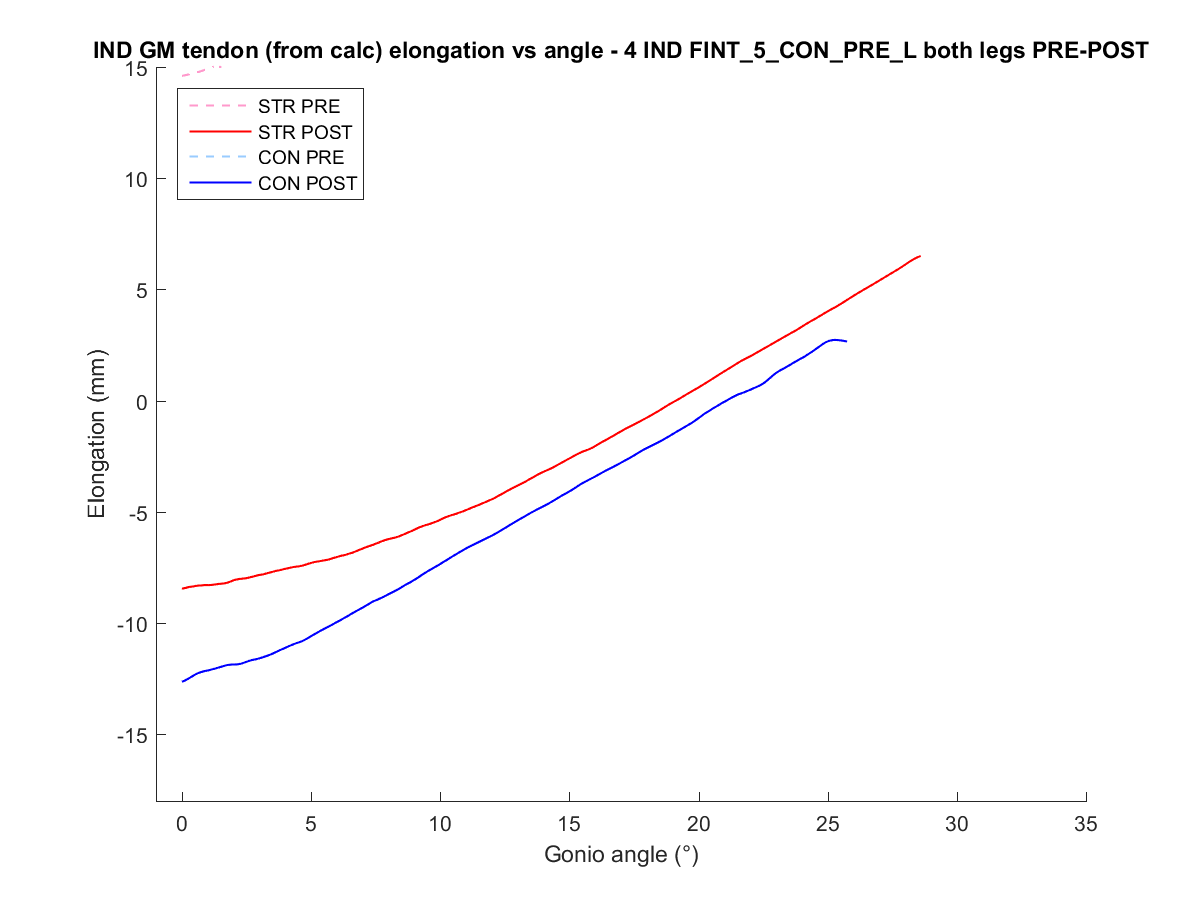 IND GM tendon (from calc) elongation vs angle - 4 IND FINT_5_CON_PRE_L both legs PRE-POST
15
10
5
0
-5
-10
-15
Elongation (mm)
STR PRE
STR POST
CON PRE
CON POST
0 5 10 15 20 25 30 35
Gonio angle (°)